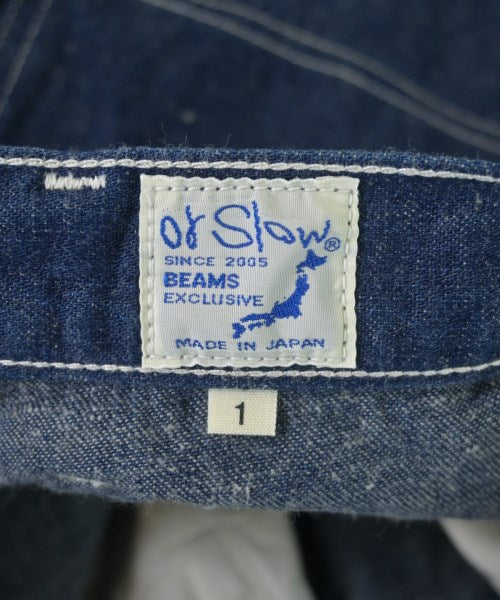 or Slow®
SINCE 2005
BEAMS
EXCLUSIVE
MADE IN JAPAN
1